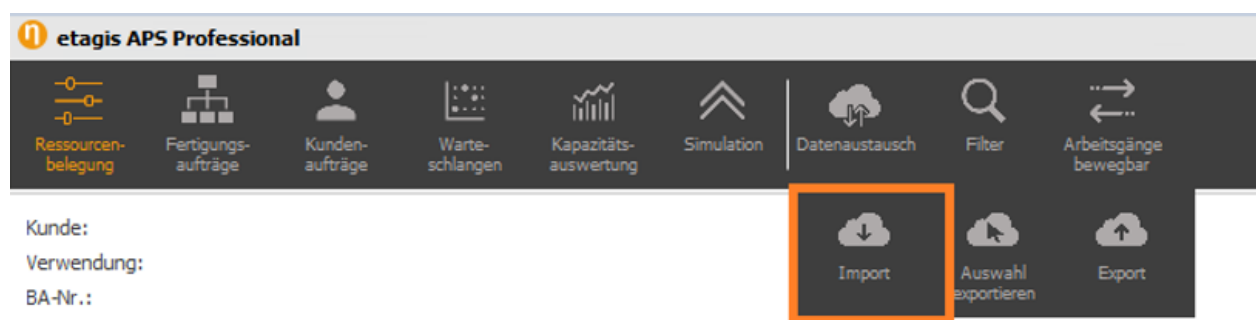 etagis APS Professional
Ressourcen-
belegung
Fertigungs-
aufträge
Kunden-
aufträge
Warte-
schlangen
Kapazitäts-
auswertung
Simulation
Datenaustausch
Filter
Arbeitsgänge
bewegbar
Kunde:
Verwendung:
BA-Nr.:
Import
Auswahl
exportieren
Export